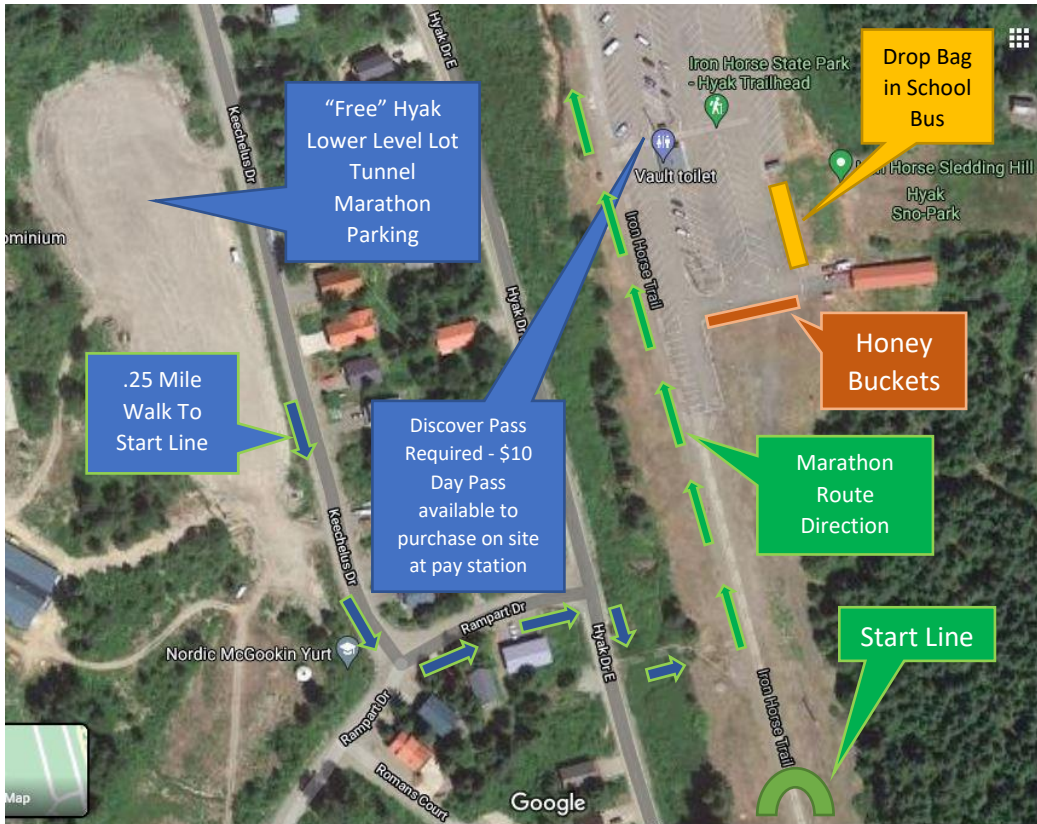 Hyak Dr E
Keechelus Dr
“Free” Hyak
Lower Level Lot
Tunnel
Marathon
Parking
Iron Horse State Park
- Hyak Trailhead
Vault toilet
Drop Bag
in School
Bus
Iron Horse Sledding Hill
Hyak
Sno-Park
ominium
Iron Horse Trail
Hyak Dr
Honey
Buckets
.25 Mile
Walk To
Start Line
Discover Pass
Required - $10
Day Pass
available to
purchase on site
at pay station
Marathon
Route
Direction
Keechelus Dr
Rampart Dr
Nordic McGookin Yurt
Hyak Dr E
Start Line
Rampart Dr
Iron Horse Trail
Romans Court
Map
Google